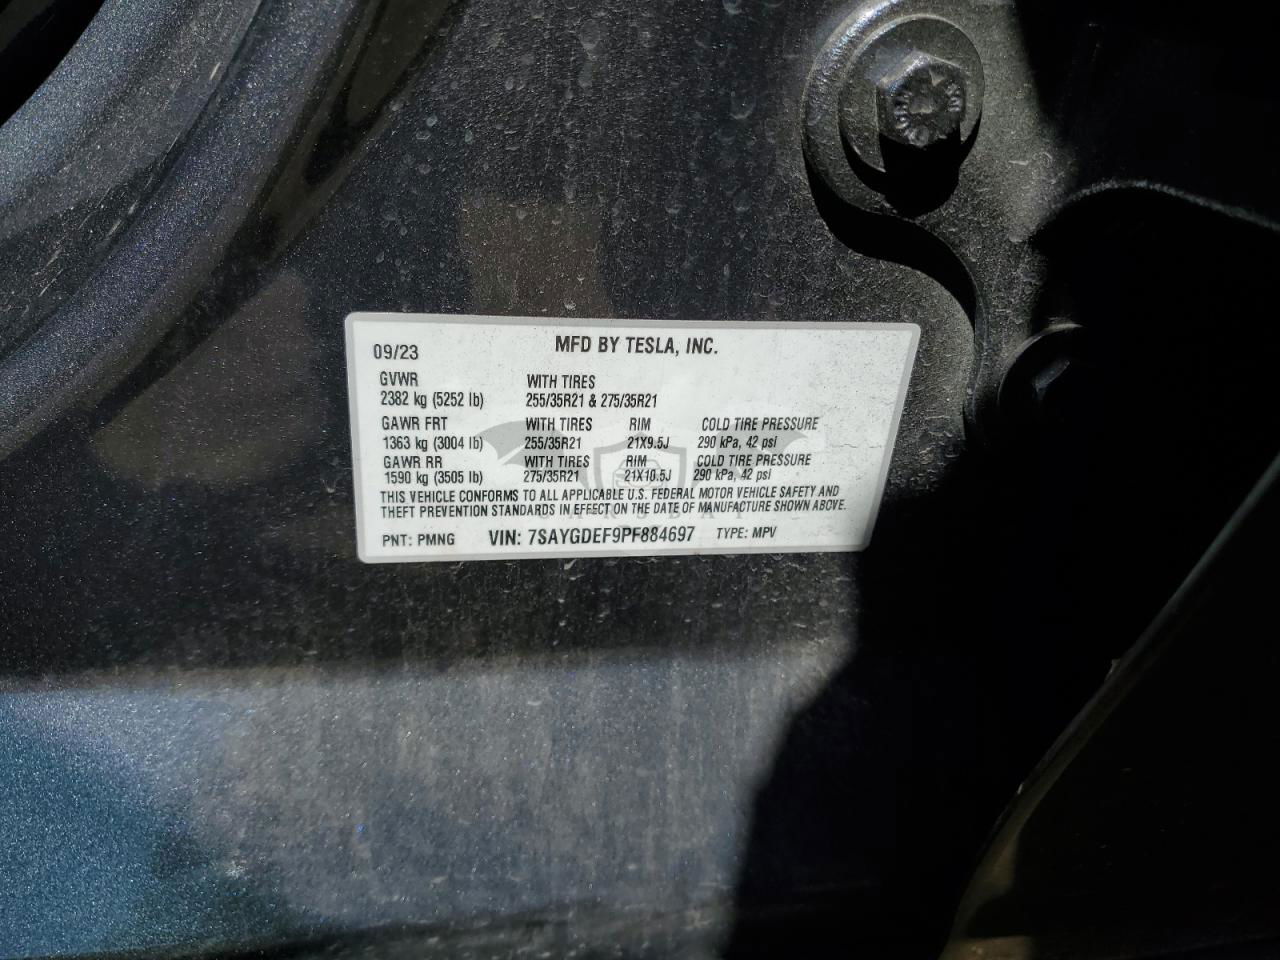 09/23 MFD BY TESLA, INC.
GVWR WITH TIRES
2382 kg (5252 lb) 255/35R21 & 275/35R21
GAWR FRT WITH TIRES RIM COLD TIRE PRESSURE
1363 kg (3004 lb) 255/35R21 21X9.5J 290 kPa, 42 psi
GAWR RR WITH TIRES RIM COLD TIRE PRESSURE
1590 kg (3505 lb) 275/35R21 21X10.5J 290 kPa, 42 psi
THIS VEHICLE CONFORMS TO ALL APPLICABLE U.S. FEDERAL MOTOR VEHICLE SAFETY AND
THEFT PREVENTION STANDARDS IN EFFECT ON THE DATE OF MANUFACTURE SHOWN ABOVE.
PNT: PMNG VIN: 7SAYGDEF9PF884697 TYPE: MPV